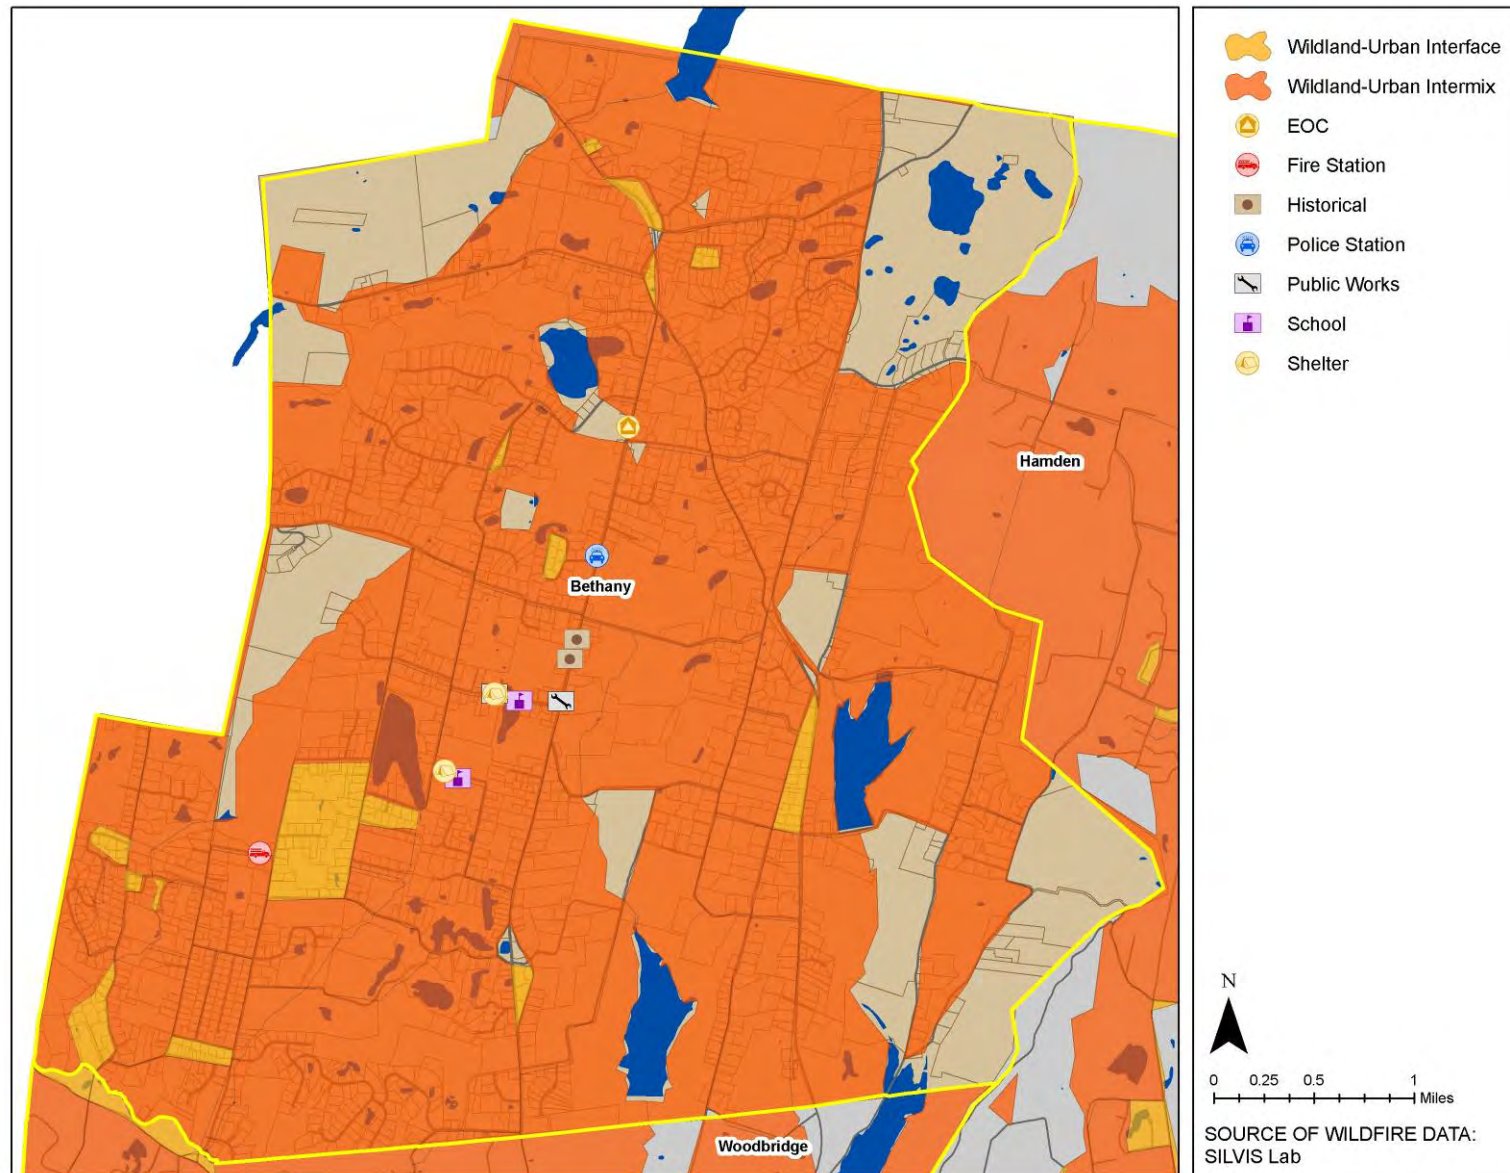 Wildland-Urban Interface
Wildland-Urban Intermix
EOC
Fire Station
Historical
Police Station
Public Works
School
Shelter
Hamden
Bethany
Woodbridge
N
0 0.25 0.5 1
Miles
SOURCE OF WILDFIRE DATA:
SILVIS Lab